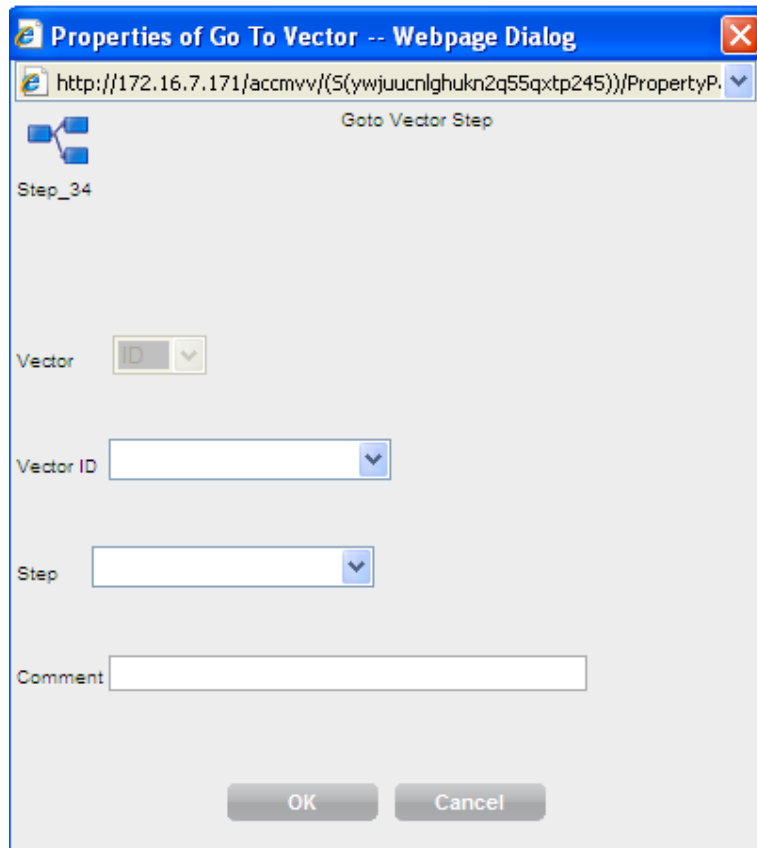 Properties of Go To Vector -- Webpage Dialog
http://172.16.7.171/accmvv/(S(ywjuucnlghukn2q55qxtp245))/PropertyP
Goto Vector Step
Step_34
Vector ID
Vector ID
Step
Comment
OK Cancel